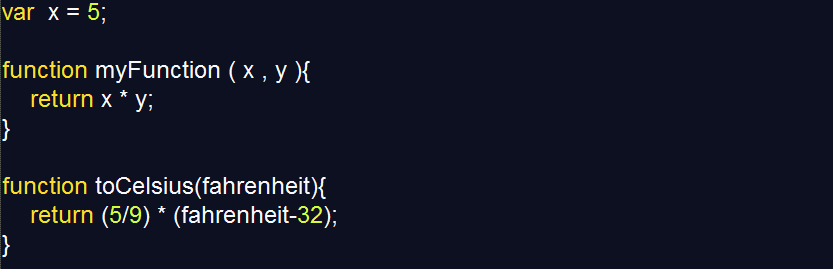 var  x = 5;
function myFunction ( x , y ){
    return x * y;
}
function toCelsius(fahrenheit){
    return (5/9) * (fahrenheit-32);
}